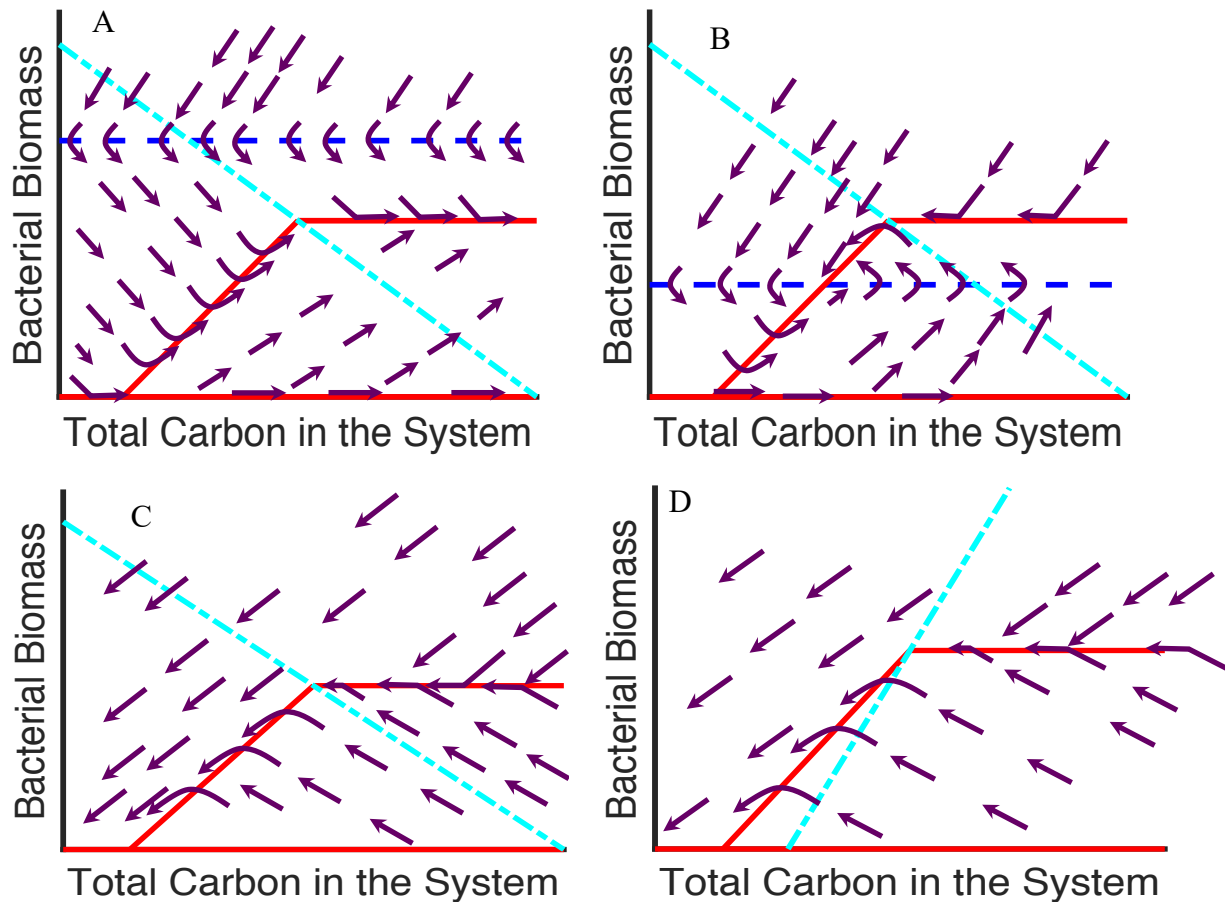 A
Bacterial Biomass
Total Carbon in the System
B
Bacterial Biomass
Total Carbon in the System
C
Bacterial Biomass
Total Carbon in the System
D
Bacterial Biomass
Total Carbon in the System